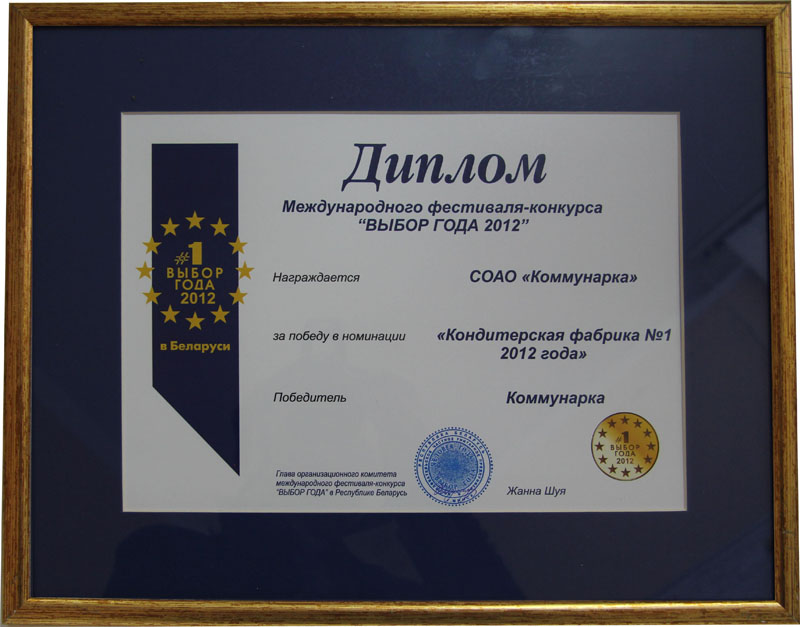 Диплом
Международного фестиваля-конкурса
“ВЫБОР ГОДА 2012”
#1
ВЫБОР
ГОДА
2012
в Беларуси
Награждается
СОАО «Коммунарка»
за победу в номинации
«Кондитерская фабрика №1
2012 года»
Победитель
Коммунарка
Глава организационного комитета
международного фестиваля-конкурса
“ВЫБОР ГОДА” в Республике Беларусь
Жанна Шуя
#1
ВЫБОР
ГОДА
2012